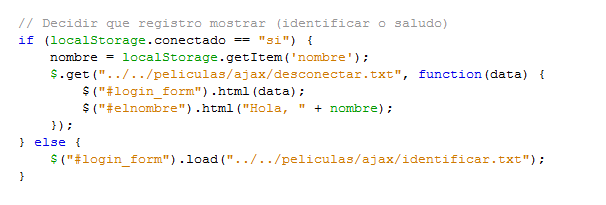 // Decidir que registro mostrar (identificar o saludo)
if (localStorage.conectado == "si") {
    nombre = localStorage.getItem('nombre');
    $.get("../../peliculas/ajax/desconectar.txt", function(data) {
        $("#login_form").html(data);
        $("#elnombre").html("Hola, " + nombre);
    });
} else {
    $("#login_form").load("../../peliculas/ajax/identificar.txt");
}